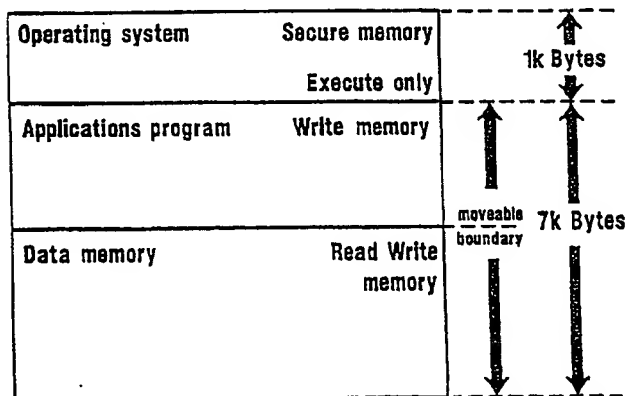 Operating system Secure memory
1k Bytes
Execute only
Applications program Write memory
moveable
boundary
7k Bytes
Data memory Read Write
memory